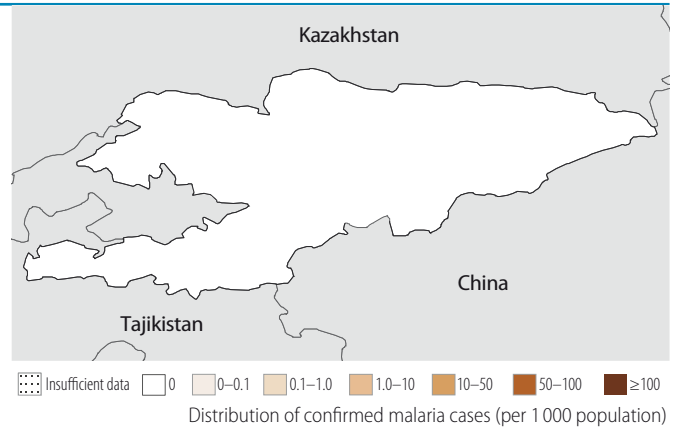 Kazakhstan
China
Tajikistan
Insufficient data 0 0–0.1 0.1–1.0 1.0–10 10–50 50–100 ≥100
Distribution of confirmed malaria cases (per 1 000 population)